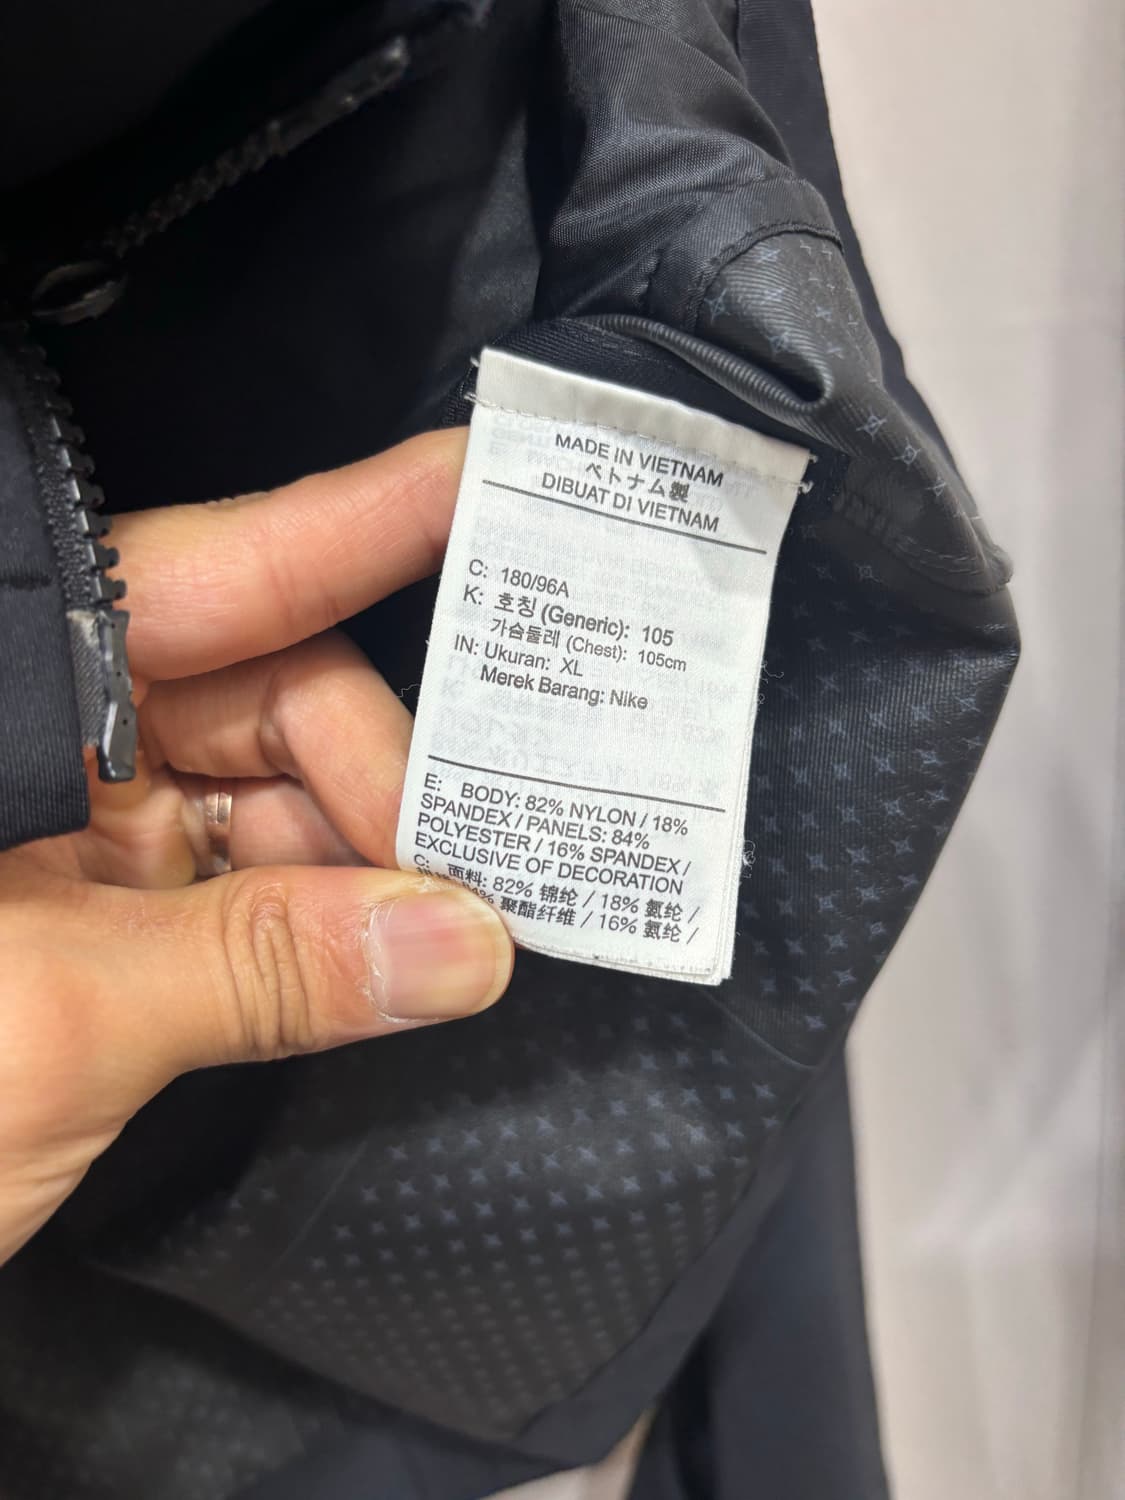 MADE IN VIETNAM
ベトナム製
DIBUAT DI VIETNAM
C: 180/96A
K: 호칭 (Generic): 105
가슴둘레 (Chest): 105cm
IN: Ukuran: XL
Merek Barang: Nike
E: BODY: 82% NYLON / 18%
SPANDEX / PANELS: 84%
POLYESTER / 16% SPANDEX /
EXCLUSIVE OF DECORATION
C: 面料: 82% 锦纶 / 18% 氨纶 /
84% 聚酯纤维 / 16% 氨纶 /